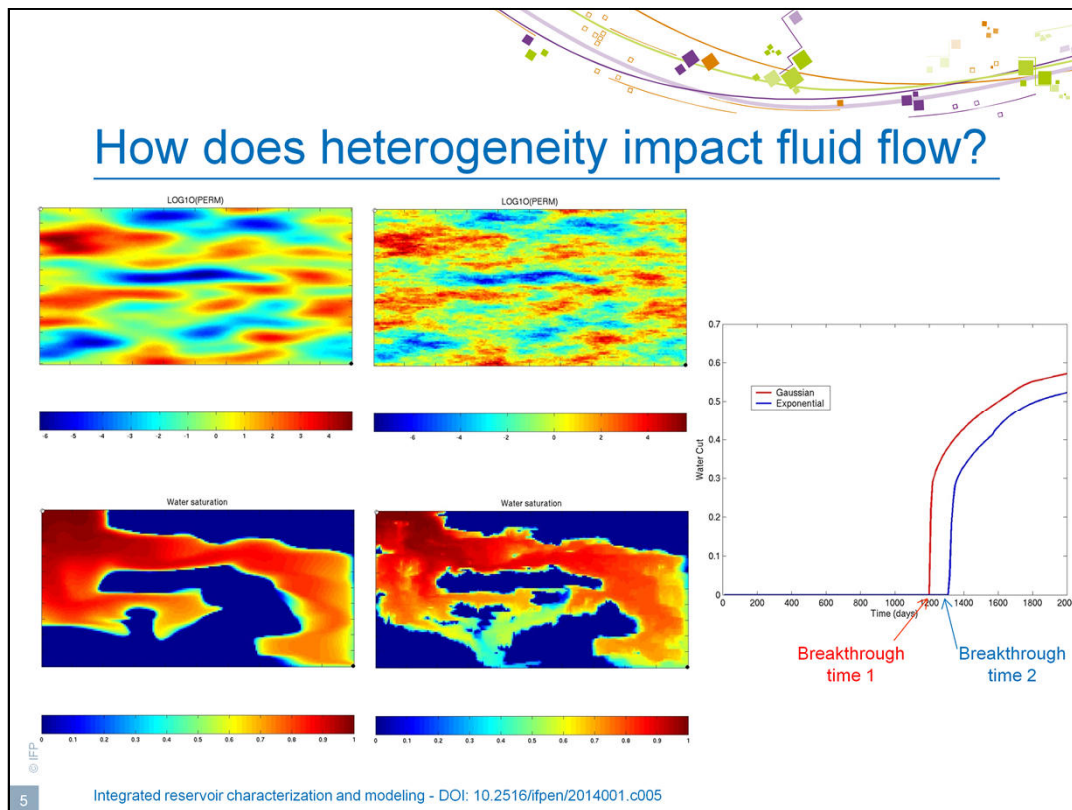 How does heterogeneity impact fluid flow?
LOG10(PERM)
-6 -5 -4 -3 -2 -1 0 1 2 3 4
LOG10(PERM)
-6 -4 -2 0 2 4
Water saturation
0 0.1 0.2 0.3 0.4 0.5 0.6 0.7 0.8 0.9 1
Water saturation
0 0.1 0.2 0.3 0.4 0.5 0.6 0.7 0.8 0.9 1
0.7
0.6
0.5
0.4
0.3
0.2
0.1
0
Water Cut
Gaussian
Exponential
0 200 400 600 800 1000 1200 1400 1600 1800 2000
Time (days)
Breakthrough
time 1
Breakthrough
time 2
© IFP
5
Integrated reservoir characterization and modeling - DOI: 10.2516/ifpen/2014001.c005